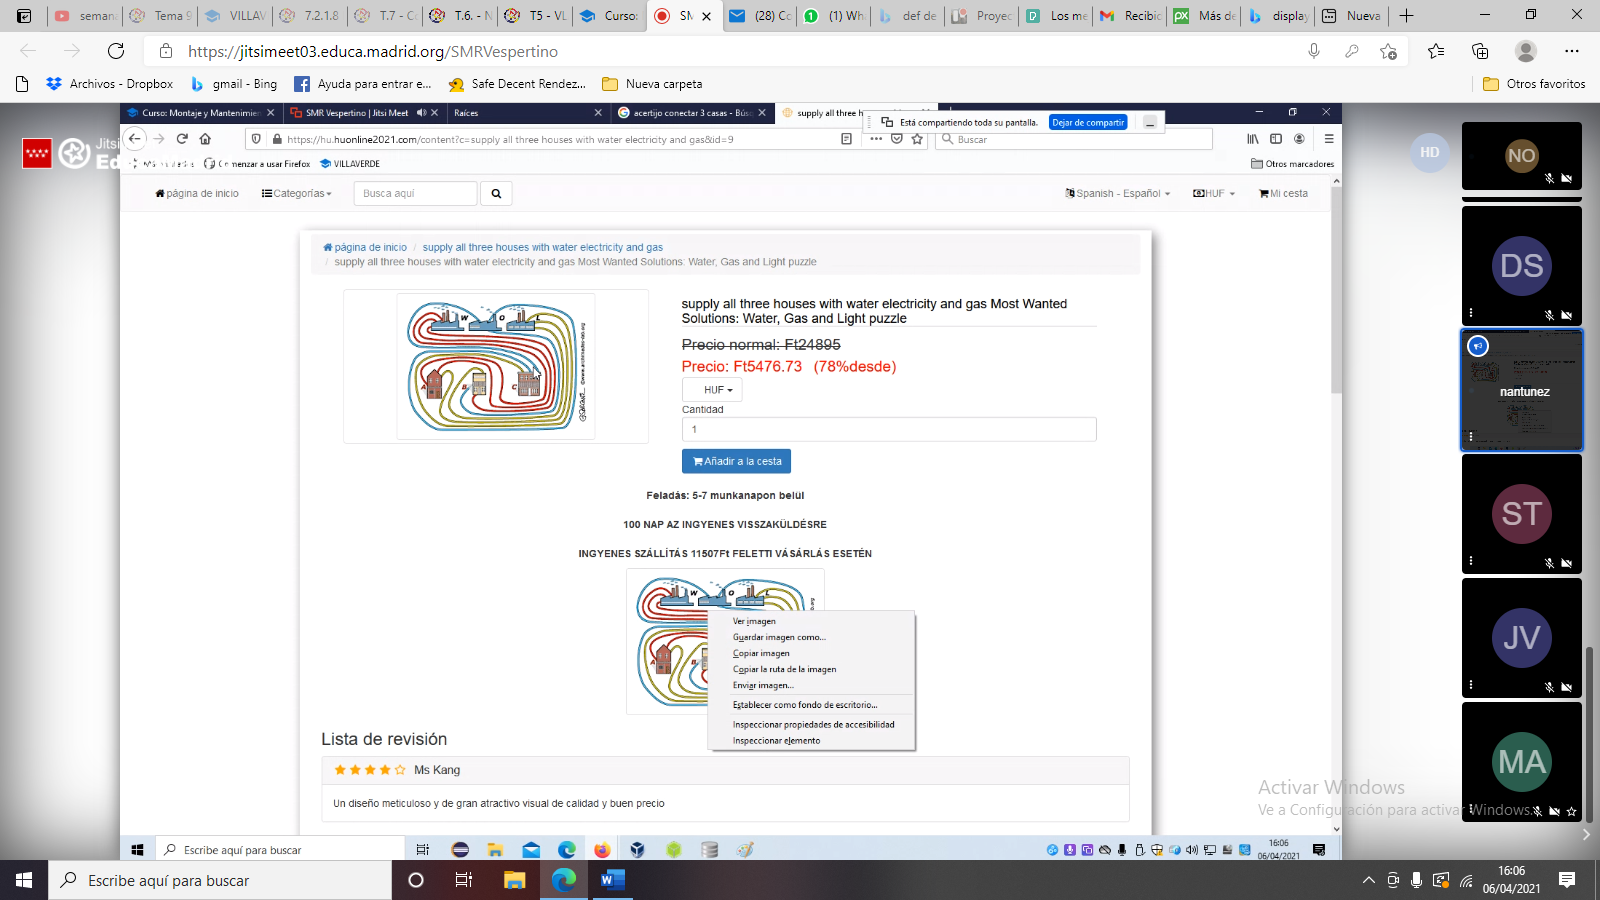 semana
Tema 9
VILLAV
7.2.1.8
T.7 - Co
T.6. - N
T5 - VL
Curso:
SM
(28) Co
(1) Wh
def de
Proyec
Los me
Recibid
Más de
display
Nueva
https://jitsimeet03.educa.madrid.org/SMRVespertino
Archivos - Dropbox
gmail - Bing
Ayuda para entrar e...
Safe Decent Rendez...
Nueva carpeta
Otros favoritos
Curso: Montaje y Mantenimien
SMR Vespertino | Jitsi Meet
Raíces
acertijo conectar 3 casas - Bús
supply all three h
Está compartiendo toda su pantalla.
Dejar de compartir
https://hu.huonline2021.com/content?c=supply all three houses with water electricity and gas&id=9
Buscar
Jitsi
Comenzar a usar Firefox
VILLAVERDE
Otros marcadores
página de inicio
Categorías
Busca aquí
Spanish - Español
HUF
Mi cesta
página de inicio / supply all three houses with water electricity and gas
/ supply all three houses with water electricity and gas Most Wanted Solutions: Water, Gas and Light puzzle
W O L
A B C
supply all three houses with water electricity and gas Most Wanted
Solutions: Water, Gas and Light puzzle
Precio normal: Ft24895
Precio: Ft5476.73 (78%desde)
HUF
Cantidad
1
Añadir a la cesta
Feladás: 5-7 munkanapon belül
100 NAP AZ INGYENES VISSZAKÜLDÉSRE
INGYENES SZÁLLÍTÁS 11507Ft FELETTI VÁSÁRLÁS ESETÉN
W O L
A B
Ver imagen
Guardar imagen como...
Copiar imagen
Copiar la ruta de la imagen
Enviar imagen...
Establecer como fondo de escritorio...
Inspeccionar propiedades de accesibilidad
Inspeccionar elemento
Lista de revisión
Ms Kang
Un diseño meticuloso y de gran atractivo visual de calidad y buen precio
HD
NO
DS
nantunez
ST
JV
MA
Activar Windows
Ve a Configuración para activar Windows.
Escribe aquí para buscar
16:06
06/04/2021
Escribe aquí para buscar
16:06
06/04/2021